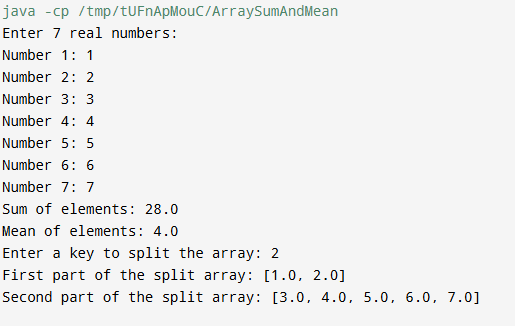 java -cp /tmp/tUFnApMouC/ArraySumAndMean
Enter 7 real numbers:
Number 1: 1
Number 2: 2
Number 3: 3
Number 4: 4
Number 5: 5
Number 6: 6
Number 7: 7
Sum of elements: 28.0
Mean of elements: 4.0
Enter a key to split the array: 2
First part of the split array: [1.0, 2.0]
Second part of the split array: [3.0, 4.0, 5.0, 6.0, 7.0]